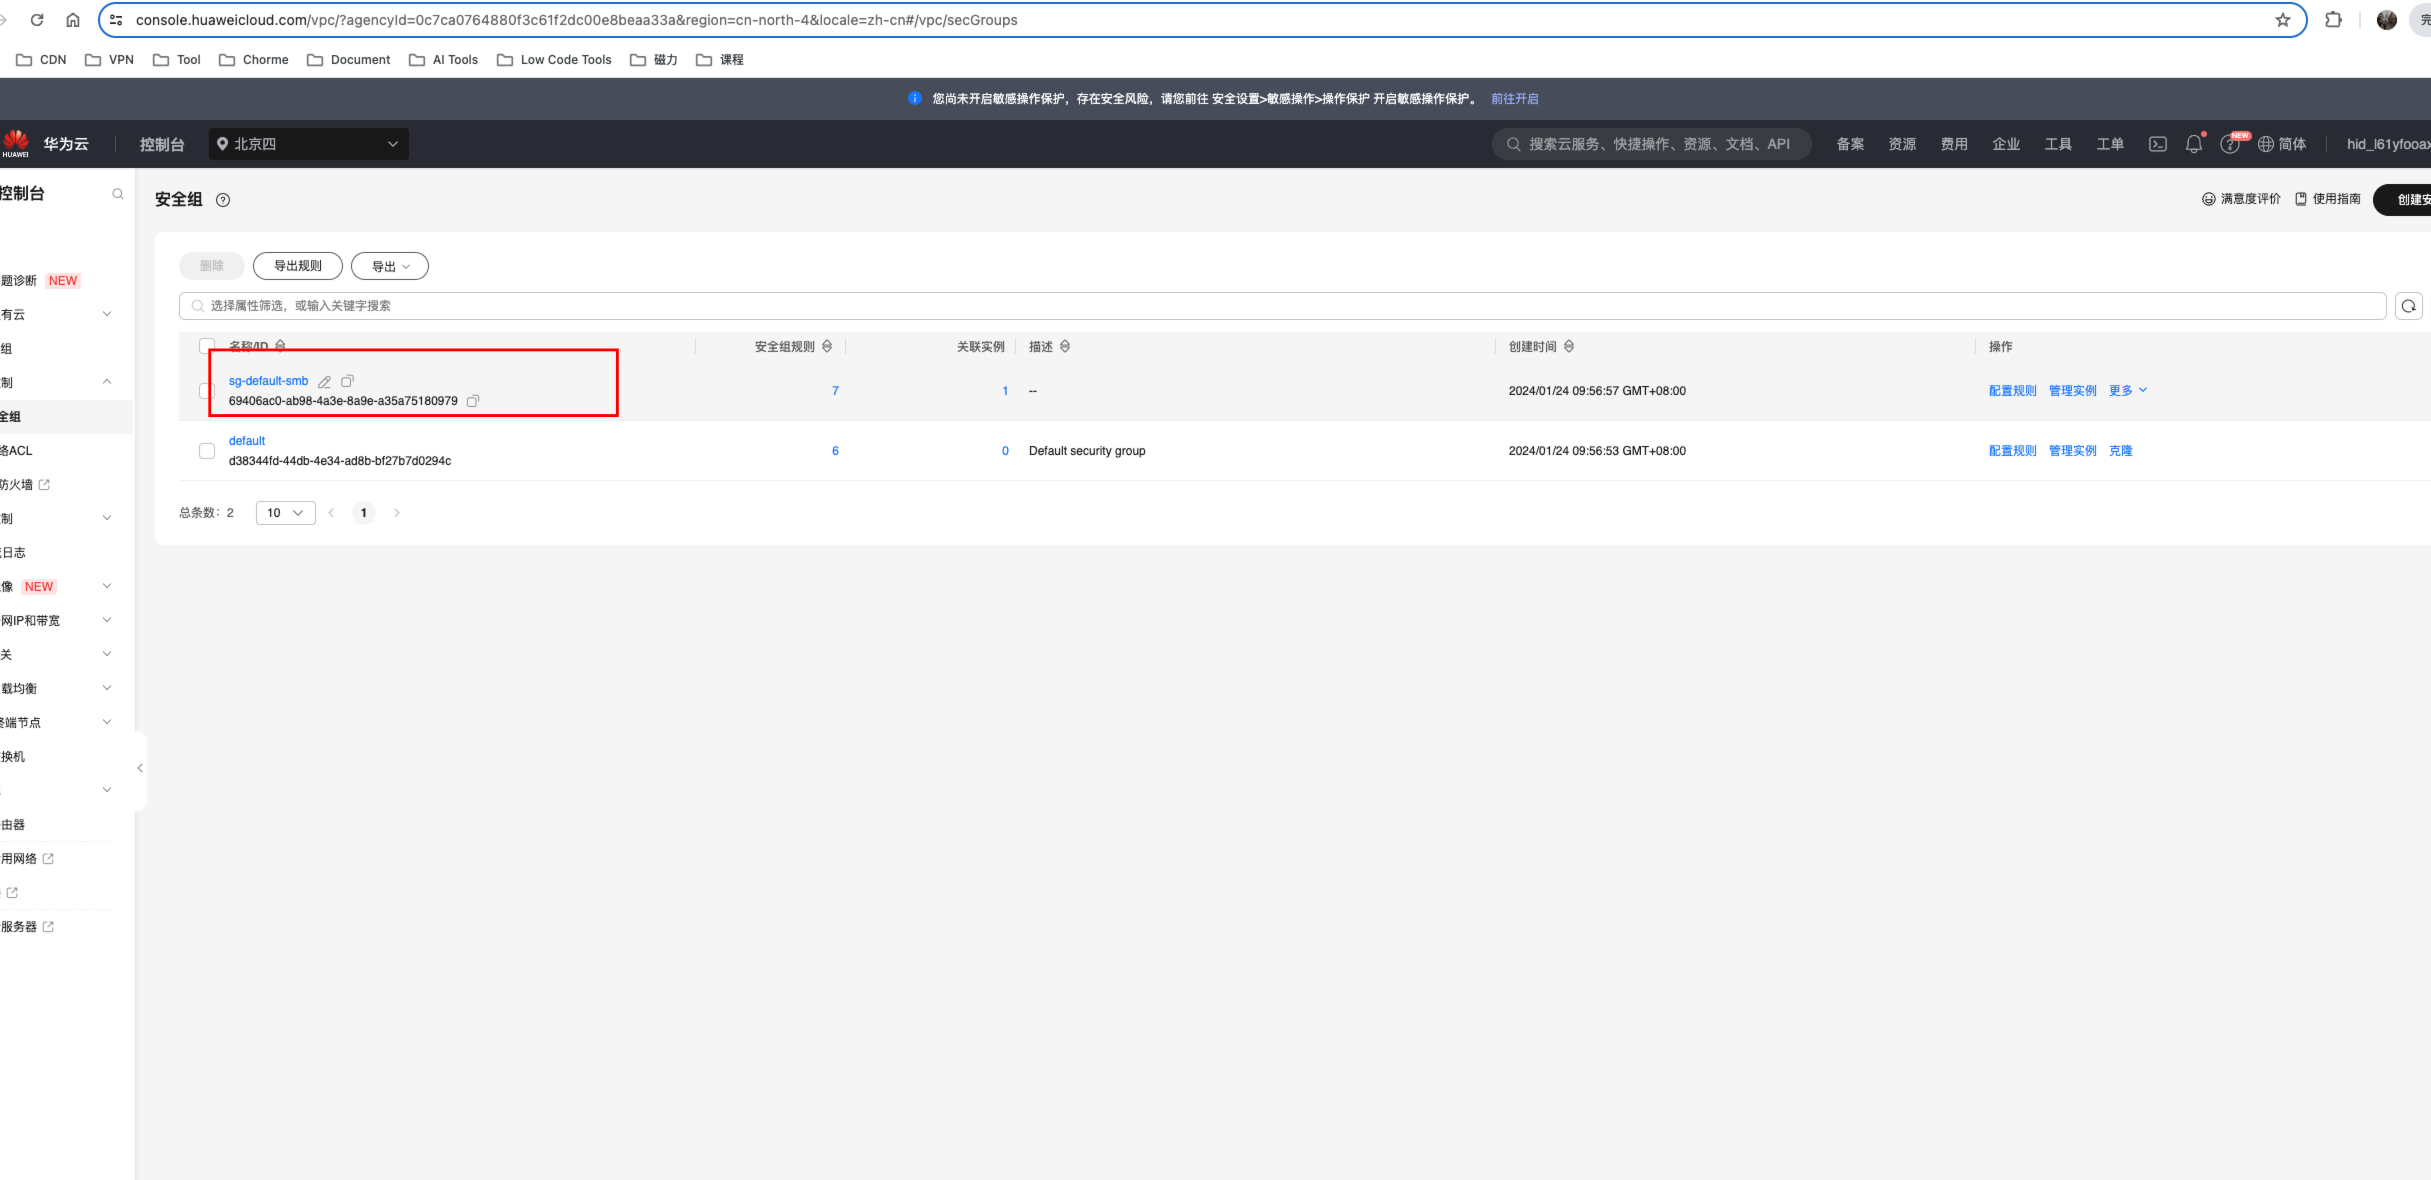 console.huaweicloud.com/vpc/?agencyId=0c7ca0764880f3c61f2dc00e8beaa33a&region=cn-north-4&locale=zh-cn#/vpc/secGroups
完
CDN VPN Tool Chorme Document AI Tools Low Code Tools 磁力 课程
您尚未开启敏感操作保护，存在安全风险，请您前往 安全设置>敏感操作>操作保护 开启敏感操作保护。 前往开启
HUAWEI 华为云 控制台 北京四 搜索云服务、快捷操作、资源、文档、API 备案 资源 费用 企业 工具 工单 NEW 简体 hid_l61yfooax
控制台
安全组 满意度评价 使用指南 创建安
删除 导出规则 导出
题诊断 NEW
选择属性筛选，或输入关键字搜索
有云
组
制
全组
络ACL
防火墙
制
日志
像 NEW
网IP和带宽
关
载均衡
终端节点
换机
由器
用网络
服务器
名称/ID 安全组规则 关联实例 描述 创建时间 操作
sg-default-smb
69406ac0-ab98-4a3e-8a9e-a35a75180979
7 1 -- 2024/01/24 09:56:57 GMT+08:00 配置规则 管理实例 更多
default
d38344fd-44db-4e34-ad8b-bf27b7d0294c
6 0 Default security group 2024/01/24 09:56:53 GMT+08:00 配置规则 管理实例 克隆
总条数：2 10 1